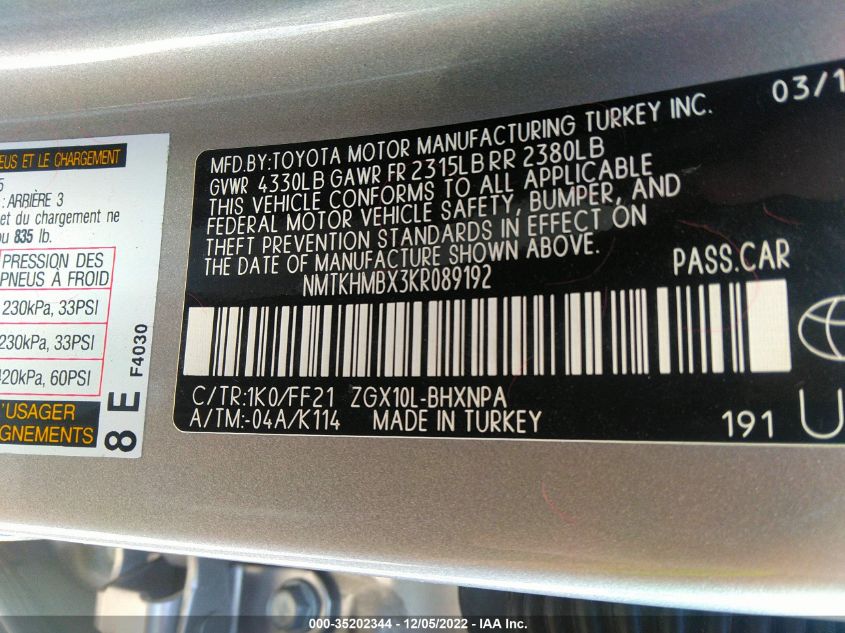 EUS ET LE CHARGEMENT
5
: ARRIÈRE 3
et du chargement ne
ou 835 lb.
PRESSION DES
PNEUS À FROID
230kPa, 33PSI
230kPa, 33PSI
420kPa, 60PSI
'USAGER
GNEMENTS
8 E F4030
03/1
MFD.BY:TOYOTA MOTOR MANUFACTURING TURKEY INC.
GVWR 4330LB GAWR FR 2315LB RR 2380LB
THIS VEHICLE CONFORMS TO ALL APPLICABLE
FEDERAL MOTOR VEHICLE SAFETY, BUMPER, AND
THEFT PREVENTION STANDARDS IN EFFECT ON
THE DATE OF MANUFACTURE SHOWN ABOVE.
NMTKHMBX3KR089192 PASS.CAR
C/TR:1K0/FF21 ZGX10L-BHXNPA
A/TM:-04A/K114 MADE IN TURKEY
191 U
000-35202344 - 12/05/2022 - IAA Inc.